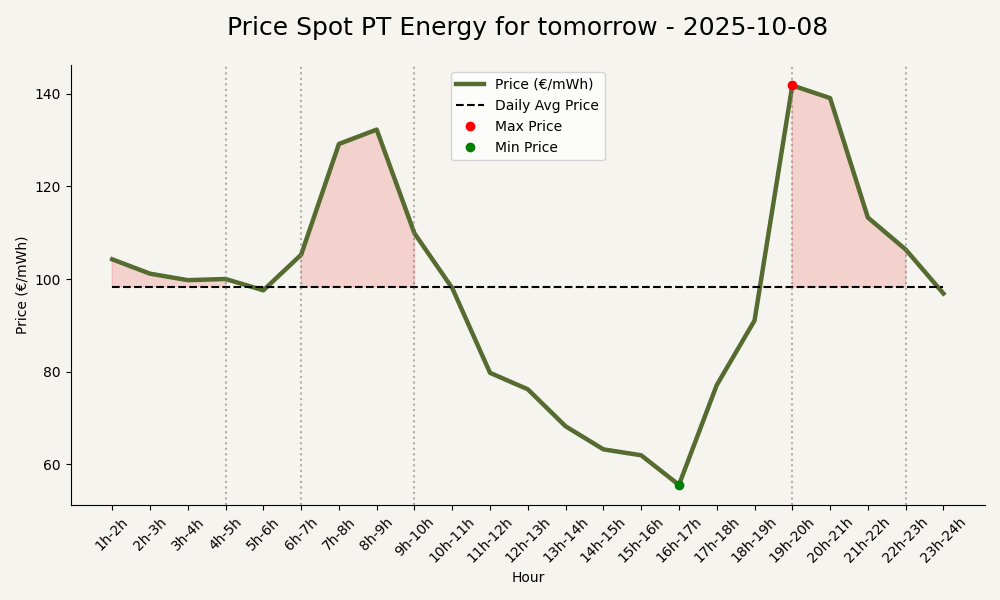 Price Spot PT Energy for tomorrow - 2025-10-08
Price (€/mWh)
Daily Avg Price
Max Price
Min Price
Price (€/mWh)
140
120
100
80
60
1h-2h
2h-3h
3h-4h
4h-5h
5h-6h
6h-7h
7h-8h
8h-9h
9h-10h
10h-11h
11h-12h
12h-13h
13h-14h
14h-15h
15h-16h
16h-17h
17h-18h
18h-19h
19h-20h
20h-21h
21h-22h
22h-23h
23h-24h
Hour